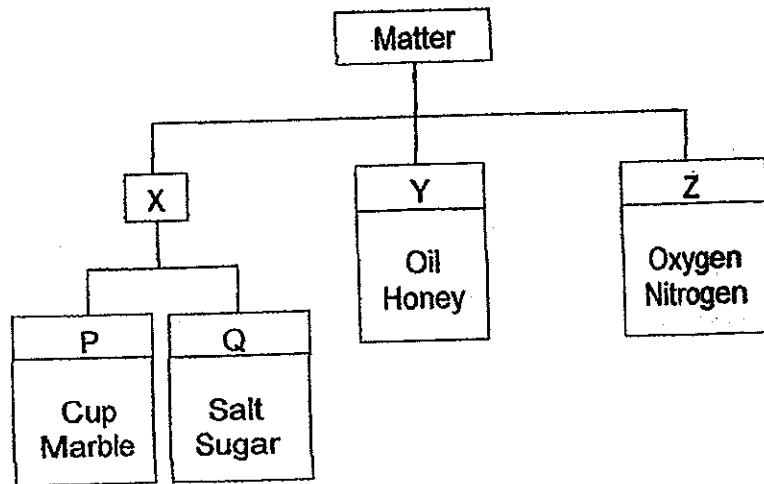 Matter
X
Y
Oil
Honey
Z
Oxygen
Nitrogen
P
Cup
Marble
Q
Salt
Sugar